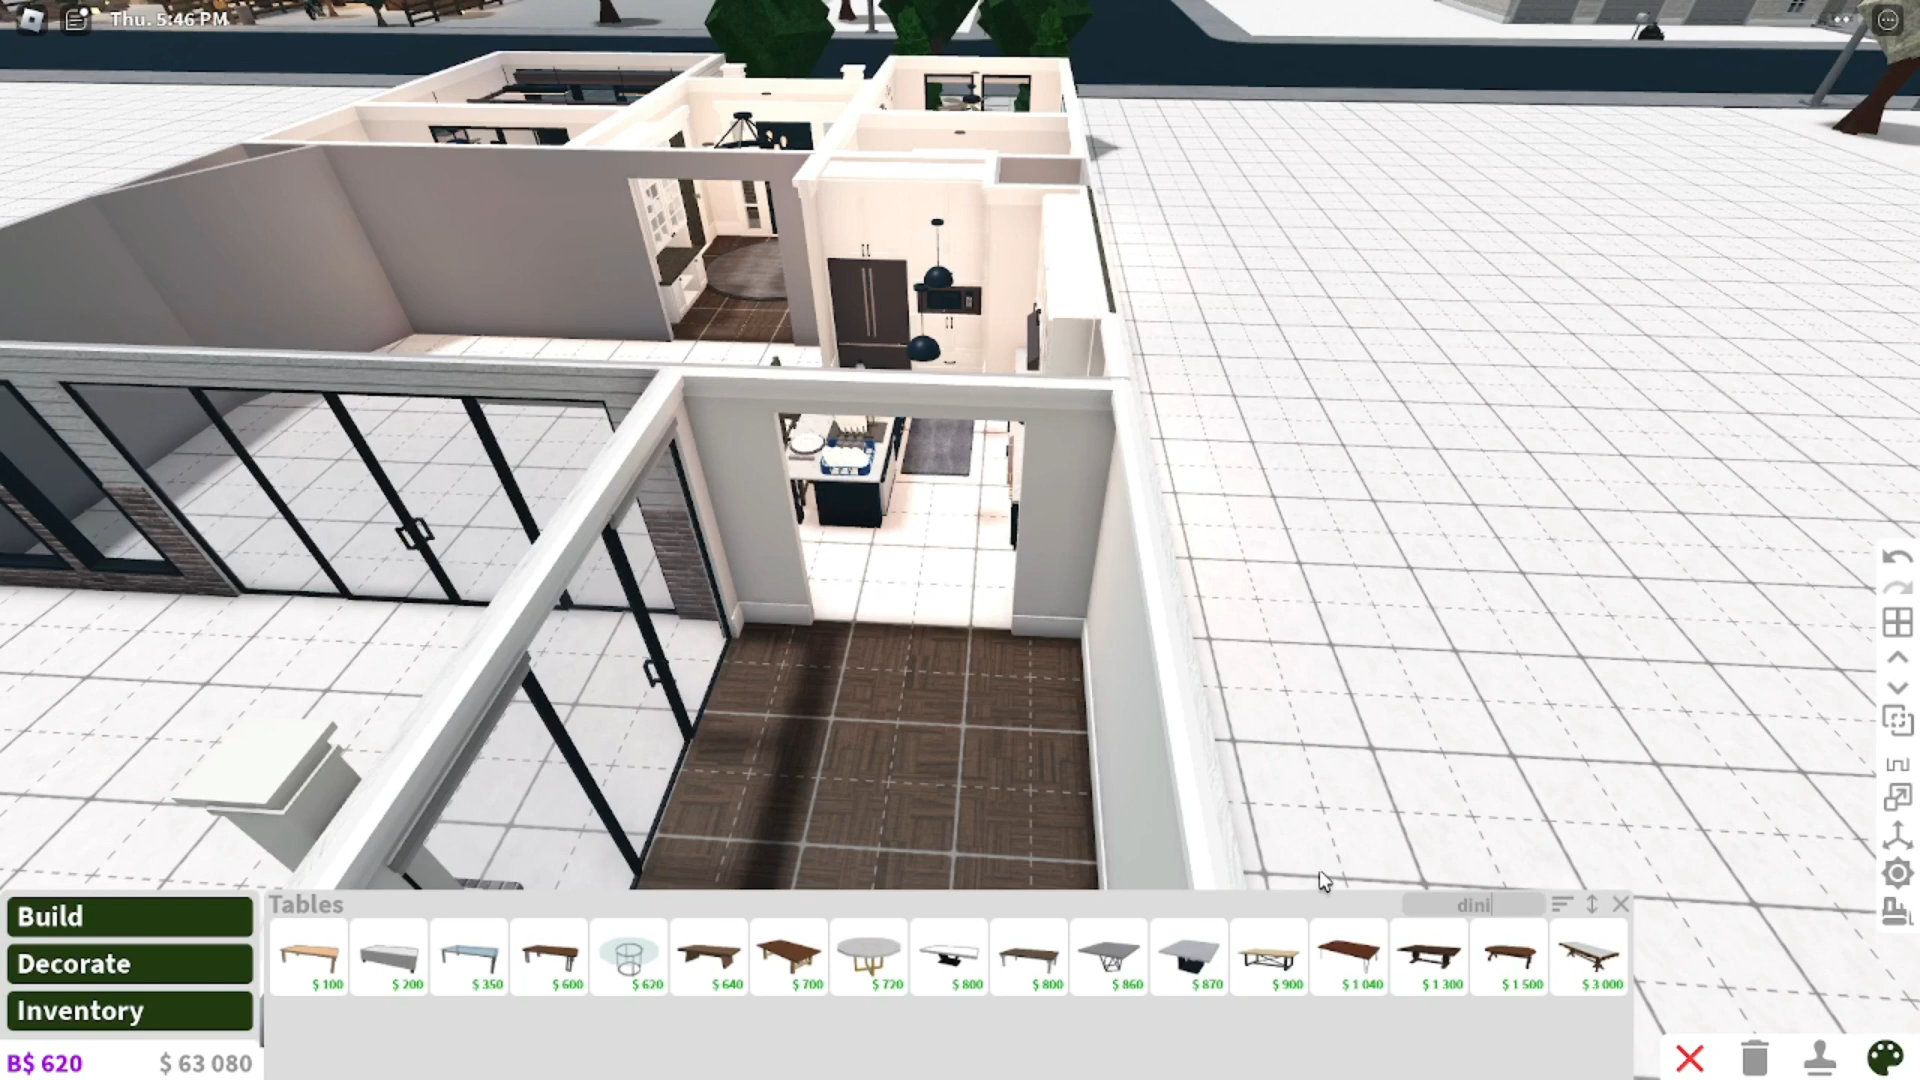 Thu. 5:46 PM
Build
Decorate
Inventory
B$ 620
$ 63 080
Tables
dini
$ 100
$ 200
$ 350
$ 600
$ 620
$ 640
$ 700
$ 720
$ 800
$ 800
$ 860
$ 870
$ 900
$ 1 040
$ 1 300
$ 1 500
$ 3 000